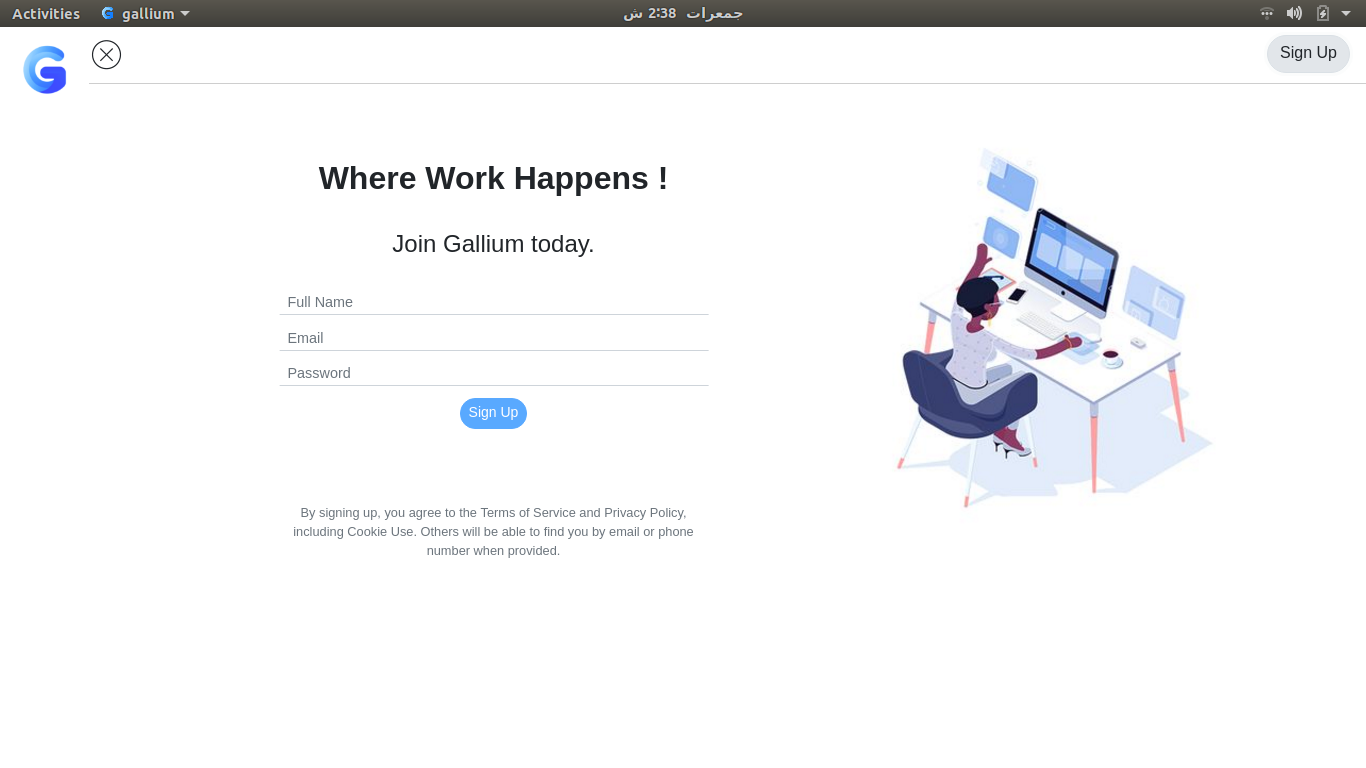 Activities gallium جمعرات 2:38 ش
Sign Up
Where Work Happens !
Join Gallium today.
Full Name
Email
Password
Sign Up
By signing up, you agree to the Terms of Service and Privacy Policy,
including Cookie Use. Others will be able to find you by email or phone
number when provided.